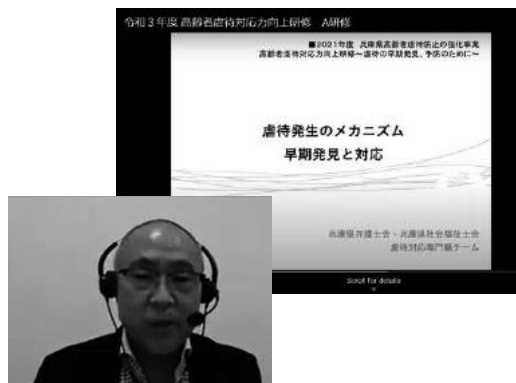 令和3年度 高齢者虐待対応力向上研修 A研修
■2021年度 兵庫県高齢者虐待防止の強化事業
高齢者虐待対応力向上研修～虐待の早期発見、予防のために～
虐待発生のメカニズム
早期発見と対応
兵庫県弁護士会・兵庫県社会福祉士会
虐待対応専門職チーム
Scroll for details